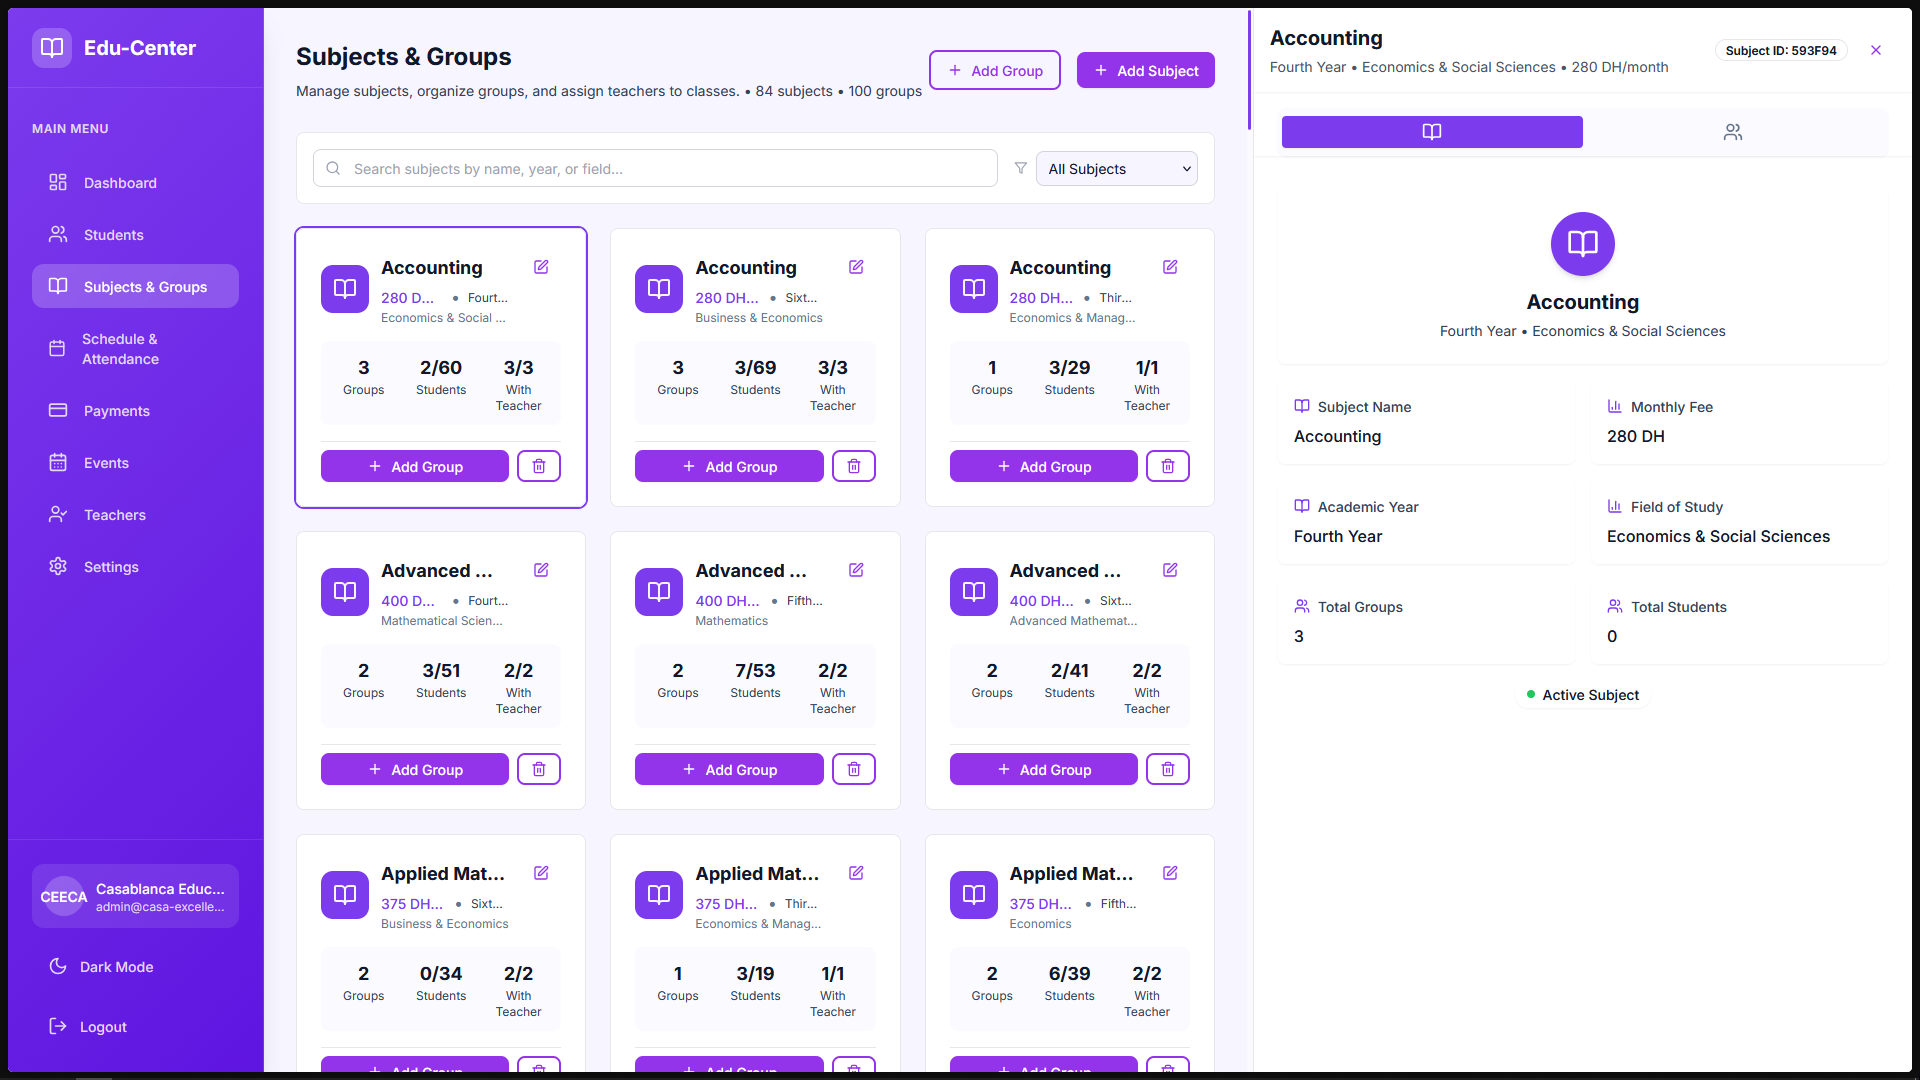 Edu-Center
MAIN MENU
Dashboard
Students
Subjects & Groups
Schedule &
Attendance
Payments
Events
Teachers
Settings
CEECA
Casablanca Educ...
admin@casa-excelle...
Dark Mode
Logout
Subjects & Groups
Manage subjects, organize groups, and assign teachers to classes. • 84 subjects • 100 groups
Add Group
Add Subject
Search subjects by name, year, or field...
All Subjects
Accounting
280 D... • Fourt...
Economics & Social ...
3 2/60 3/3
Groups Students With
Teacher
Add Group
Accounting
280 DH... • Sixt...
Business & Economics
3 3/69 3/3
Groups Students With
Teacher
Add Group
Accounting
280 DH... • Thir...
Economics & Manag...
1 3/29 1/1
Groups Students With
Teacher
Add Group
Advanced ...
400 D... • Fourt...
Mathematical Scien...
2 3/51 2/2
Groups Students With
Teacher
Add Group
Advanced ...
400 DH... • Fifth...
Mathematics
2 7/53 2/2
Groups Students With
Teacher
Add Group
Advanced ...
400 DH... • Sixt...
Advanced Mathemat...
2 2/41 2/2
Groups Students With
Teacher
Add Group
Applied Mat...
375 DH... • Sixt...
Business & Economics
2 0/34 2/2
Groups Students With
Teacher
Add Group
Applied Mat...
375 DH... • Thir...
Economics & Manag...
1 3/19 1/1
Groups Students With
Teacher
Add Group
Applied Mat...
375 DH... • Fifth...
Economics
2 6/39 2/2
Groups Students With
Teacher
Add Group
Accounting
Fourth Year • Economics & Social Sciences • 280 DH/month
Subject ID: 593F94
Accounting
Fourth Year • Economics & Social Sciences
Subject Name
Accounting
Monthly Fee
280 DH
Academic Year
Fourth Year
Field of Study
Economics & Social Sciences
Total Groups
3
Total Students
0
Active Subject